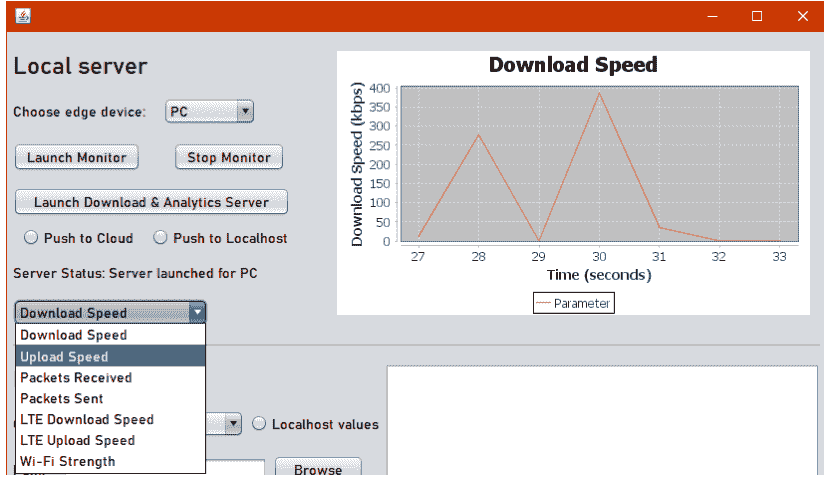 Local server
Choose edge device: PC
Launch Monitor Stop Monitor
Launch Download & Analytics Server
Push to Cloud Push to Localhost
Server Status: Server launched for PC
Download Speed
Download Speed
Upload Speed
Packets Received
Packets Sent
LTE Download Speed
LTE Upload Speed
Wi-Fi Strength
Localhost values
Browse
Download Speed
Download Speed (kbps)
400
350
300
250
200
150
100
50
0
27 28 29 30 31 32 33
Time (seconds)
Parameter